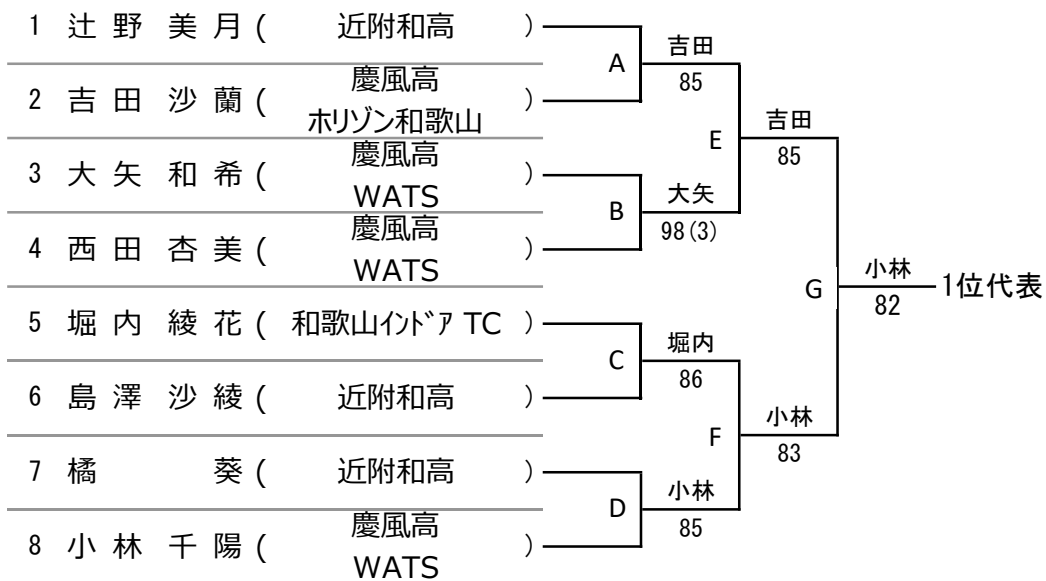 1 辻 野 美 月 ( 近附和高 )
2 吉 田 沙 蘭 ( 慶風高 )
ホリゾン和歌山
3 大 矢 和 希 ( 慶風高 )
WATS
4 西 田 杏 美 ( 慶風高 )
WATS
5 堀 内 綾 花 ( 和歌山インドア TC )
6 島 澤 沙 綾 ( 近附和高 )
7 橘 葵 ( 近附和高 )
8 小 林 千 陽 ( 慶風高 )
WATS
A
吉田
85
B
大矢
98(3)
C
堀内
86
D
小林
85
E
吉田
85
F
小林
83
G
小林
82
1位代表